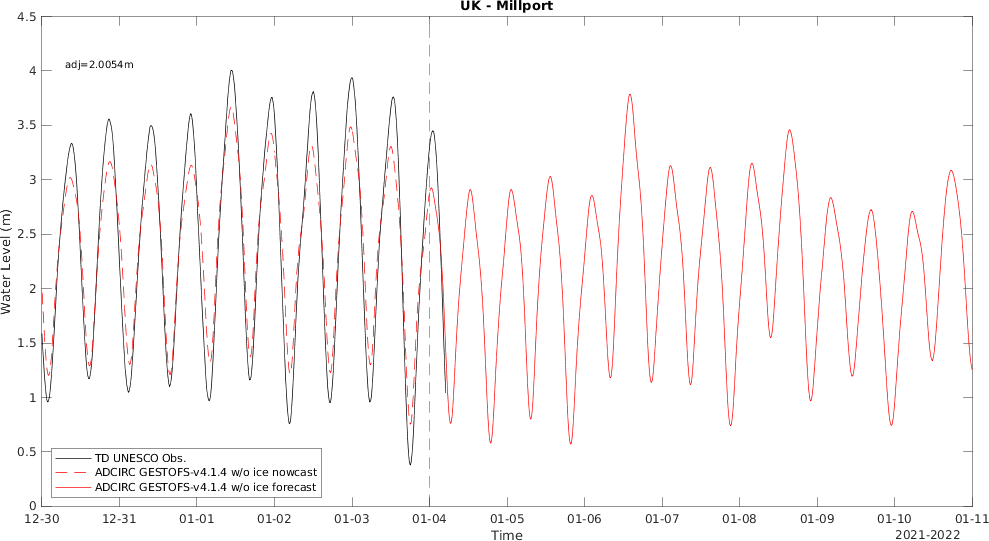 UK - Millport
adj=2.0054m
Water Level (m)
4.5
4
3.5
3
2.5
2
1.5
1
0.5
0
TD UNESCO Obs.
ADCIRC GESTOFS-v4.1.4 w/o ice nowcast
ADCIRC GESTOFS-v4.1.4 w/o ice forecast
12-30 12-31 01-01 01-02 01-03 01-04 01-05 01-06 01-07 01-08 01-09 01-10 01-11
Time
2021-2022